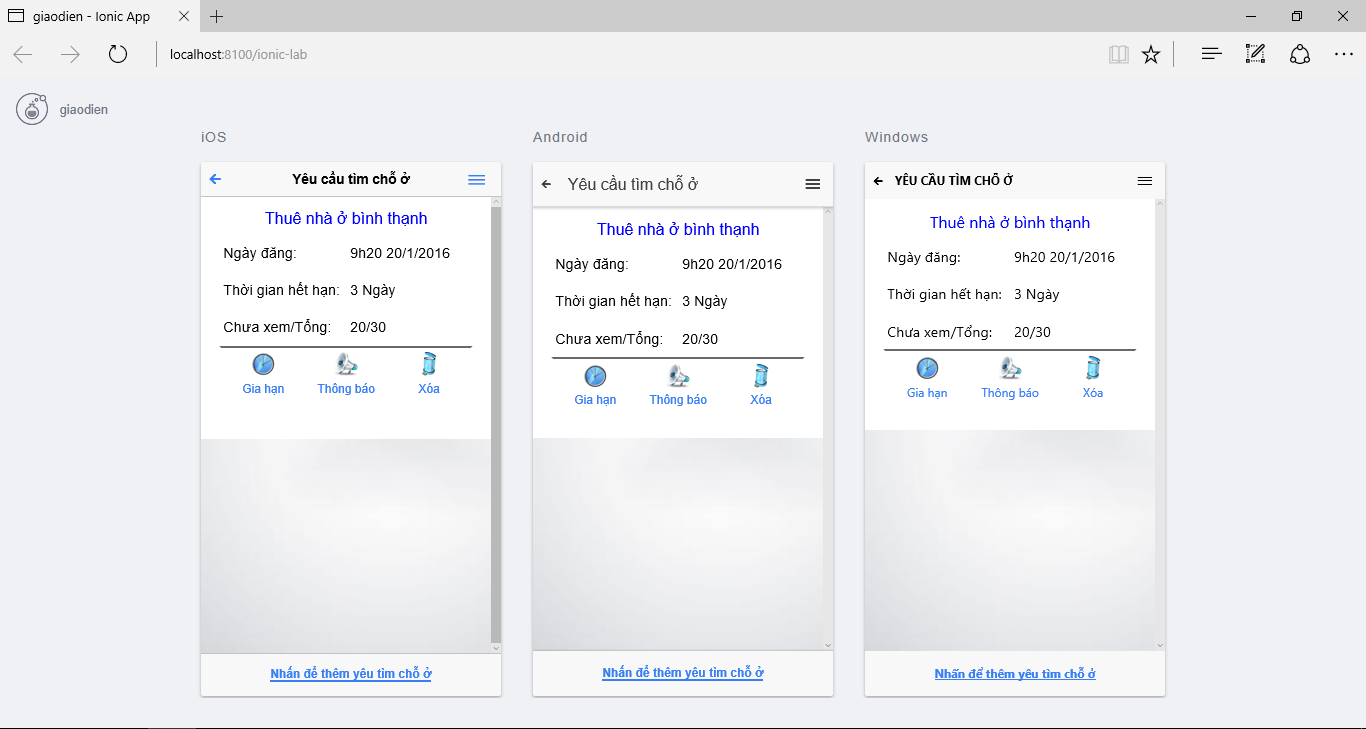 giaodien - Ionic App
localhost:8100/ionic-lab
giaodien
iOS
Yêu cầu tìm chỗ ở
Thuê nhà ở bình thạnh
Ngày đăng: 9h20 20/1/2016
Thời gian hết hạn: 3 Ngày
Chưa xem/Tổng: 20/30
Gia hạn Thông báo Xóa
Nhấn để thêm yêu tìm chỗ ở
Android
Yêu cầu tìm chỗ ở
Thuê nhà ở bình thạnh
Ngày đăng: 9h20 20/1/2016
Thời gian hết hạn: 3 Ngày
Chưa xem/Tổng: 20/30
Gia hạn Thông báo Xóa
Nhấn để thêm yêu tìm chỗ ở
Windows
YÊU CẦU TÌM CHỖ Ở
Thuê nhà ở bình thạnh
Ngày đăng: 9h20 20/1/2016
Thời gian hết hạn: 3 Ngày
Chưa xem/Tổng: 20/30
Gia hạn Thông báo Xóa
Nhấn để thêm yêu tìm chỗ ở